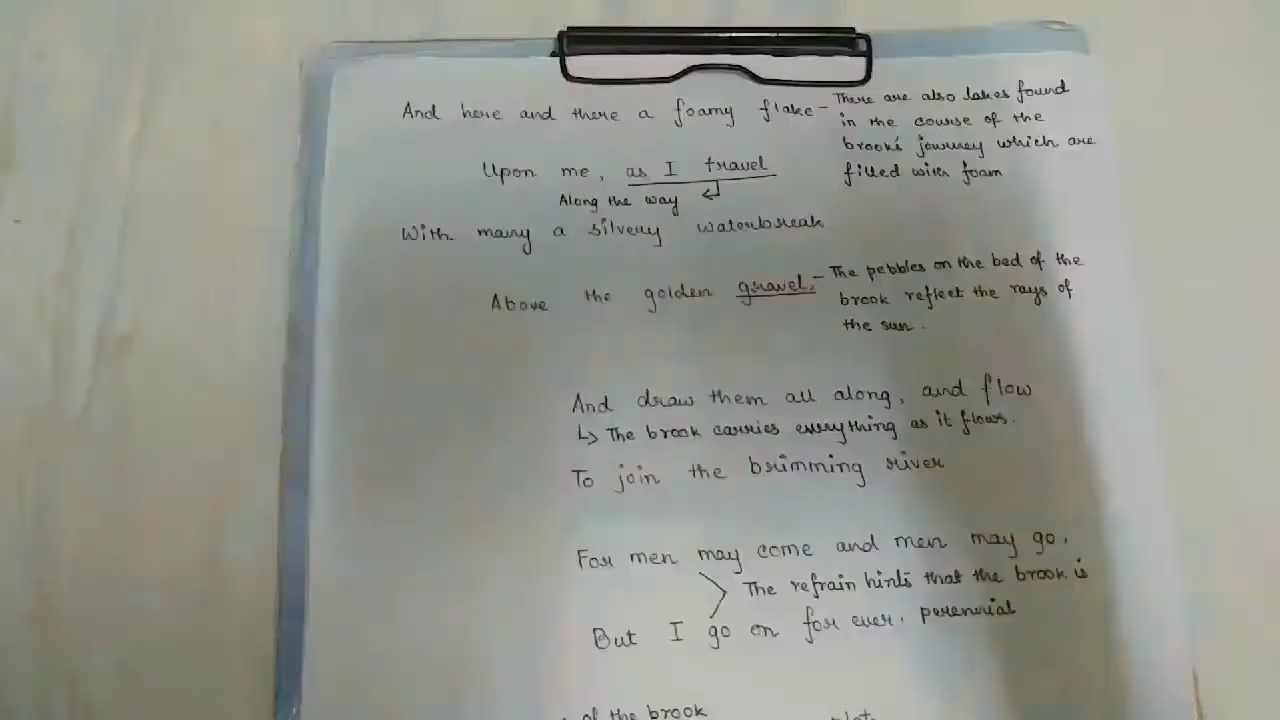 And here and there a foamy flake - There are also lakes found
in the course of the
brook's journey which are
filled with foam
Upon me, as I travel
Along the way
With many a silvery waterbreak
Above the golden gravel, - The pebbles on the bed of the
brook reflect the rays of
the sun.
And draw them all along, and flow
↳ The brook carries everything as it flows.
To join the brimming river
For men may come and men may go,
The refrain hints that the brook is
perennial
But I go on for ever.
of the brook